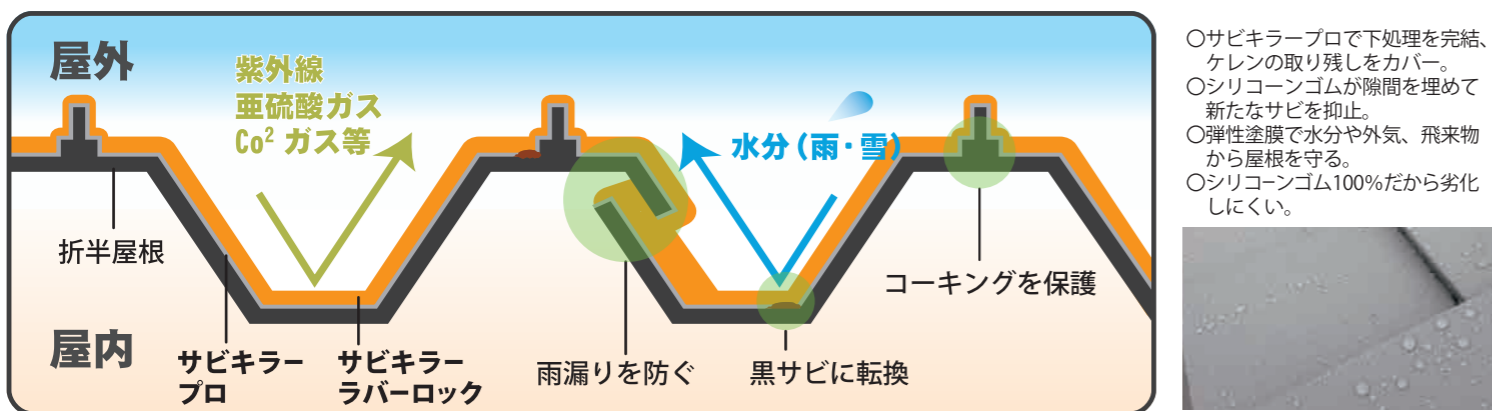 屋外
紫外線
亜硫酸ガス
Co² ガス等
水分（雨・雪）
折半屋根
コーキングを保護
屋内
サビキラー
プロ
サビキラー
ラバーロック
雨漏りを防ぐ
黒サビに転換
〇サビキラープロで下処理を完結、
ケレンの取り残しをカバー。
〇シリコーンゴムが隙間を埋めて
新たなサビを抑止。
〇弾性塗膜で水分や外気、飛来物
から屋根を守る。
〇シリコーンゴム100%だから劣化
しにくい。